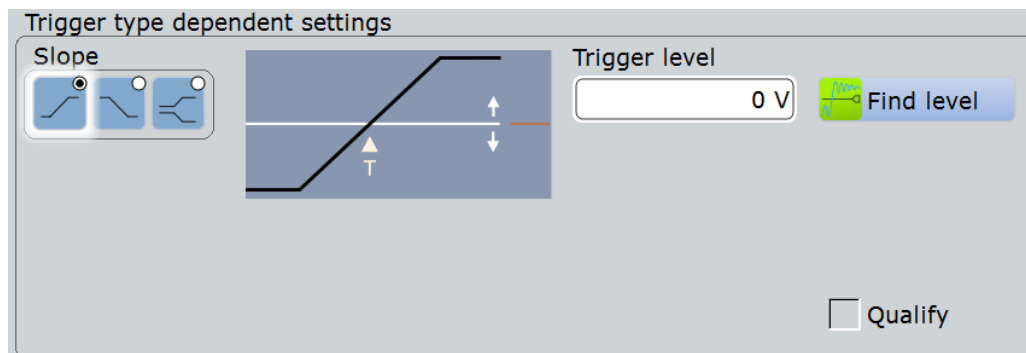 Trigger type dependent settings
Slope
Trigger level
0 V
Find level
T
Qualify